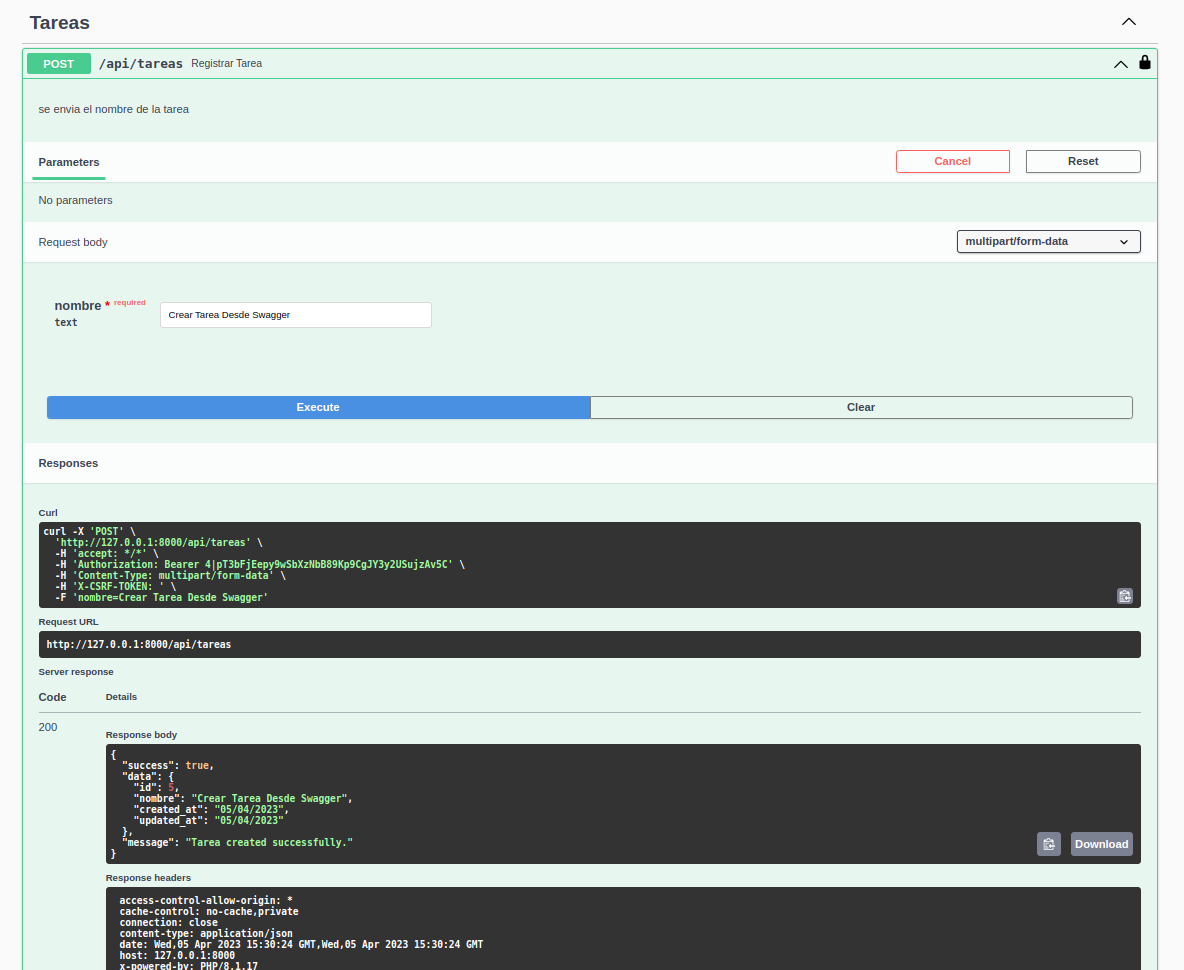 Tareas
POST /api/tareas Registrar Tarea
se envia el nombre de la tarea
Parameters Cancel Reset
No parameters
Request body multipart/form-data
nombre * required
text
Crear Tarea Desde Swagger
Execute Clear
Responses
Curl
curl -X 'POST' \
'http://127.0.0.1:8000/api/tareas' \
-H 'accept: */*' \
-H 'Authorization: Bearer 4|pT3bFjEepy9wSbXzNbB89Kp9CgJY3y2USujzAv5C' \
-H 'Content-Type: multipart/form-data' \
-H 'X-CSRF-TOKEN: ' \
-F 'nombre=Crear Tarea Desde Swagger'
Request URL
http://127.0.0.1:8000/api/tareas
Server response
Code Details
200
Response body
{
"success": true,
"data": {
"id": 5,
"nombre": "Crear Tarea Desde Swagger",
"created_at": "05/04/2023",
"updated_at": "05/04/2023"
},
"message": "Tarea created successfully."
}
Download
Response headers
access-control-allow-origin: *
cache-control: no-cache,private
connection: close
content-type: application/json
date: Wed,05 Apr 2023 15:30:24 GMT,Wed,05 Apr 2023 15:30:24 GMT
host: 127.0.0.1:8000
x-powered-by: PHP/8.1.17